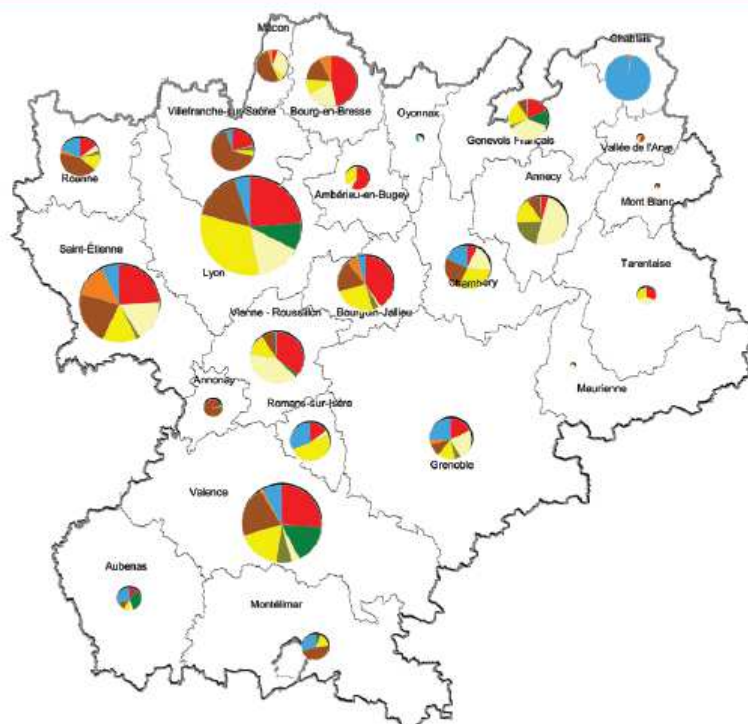 Mâcon
Chablais
Villefranche-sur-Saône
Bourg-en-Bresse
Oyonnax
Genevois Français
Vallée de l'Arve
Roanne
Ambérieu-en-Bugey
Annecy
Mont Blanc
Saint-Étienne
Lyon
Chambéry
Tarentaise
Vienne - Roussillon
Bourgoin-Jallieu
Annonay
Maurienne
Romans-sur-Isère
Grenoble
Valence
Aubenas
Montélimar